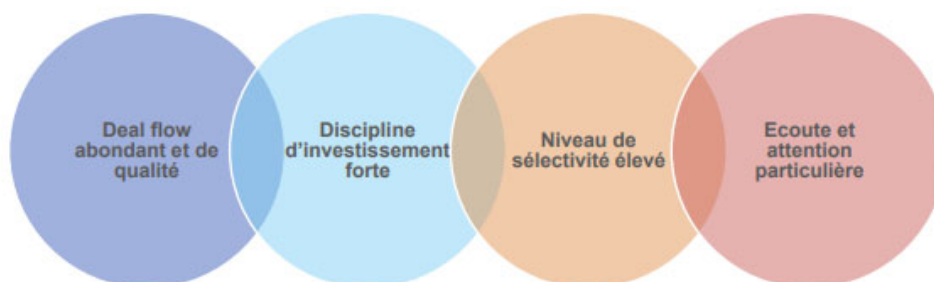 Deal flow
abondant et de
qualité
Discipline
d’investissement
forte
Niveau de
sélectivité élevé
Ecoute et
attention
particulière